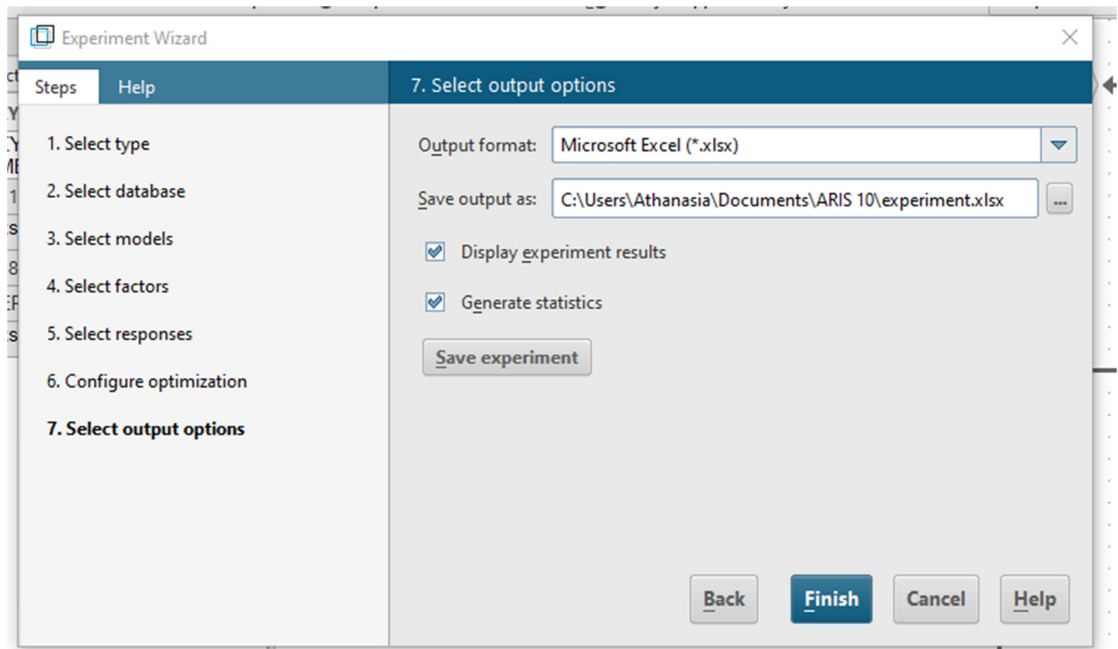 Experiment Wizard
Steps Help
7. Select output options
1. Select type
2. Select database
3. Select models
4. Select factors
5. Select responses
6. Configure optimization
7. Select output options
Output format: Microsoft Excel (*.xlsx)
Save output as: C:\Users\Athanasia\Documents\ARIS 10\experiment.xlsx ...
Display experiment results
Generate statistics
Save experiment
Back Finish Cancel Help